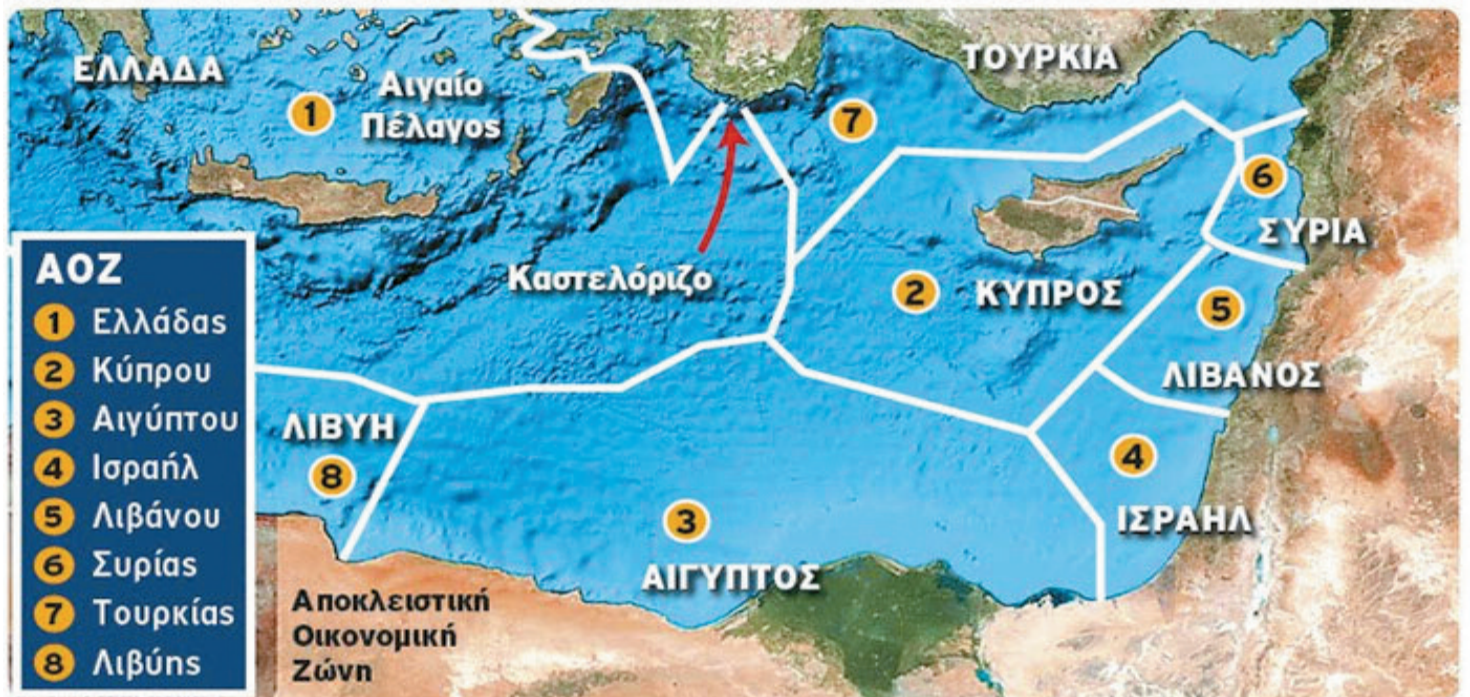 ΕΛΛΑΔΑ
1
Αιγαίο
Πέλαγος
7
ΤΟΥΡΚΙΑ
6
ΣΥΡΙΑ
Καστελόριζο
2
ΚΥΠΡΟΣ
5
ΛΙΒΑΝΟΣ
4
ΙΣΡΑΗΛ
ΛΙΒΥΗ
8
3
ΑΙΓΥΠΤΟΣ
ΑΟΖ
1 Ελλάδας
2 Κύπρου
3 Αιγύπτου
4 Ισραήλ
5 Λιβάνου
6 Συρίας
7 Τουρκίας
8 Λιβύης
Αποκλειστική
Οικονομική
Ζώνη